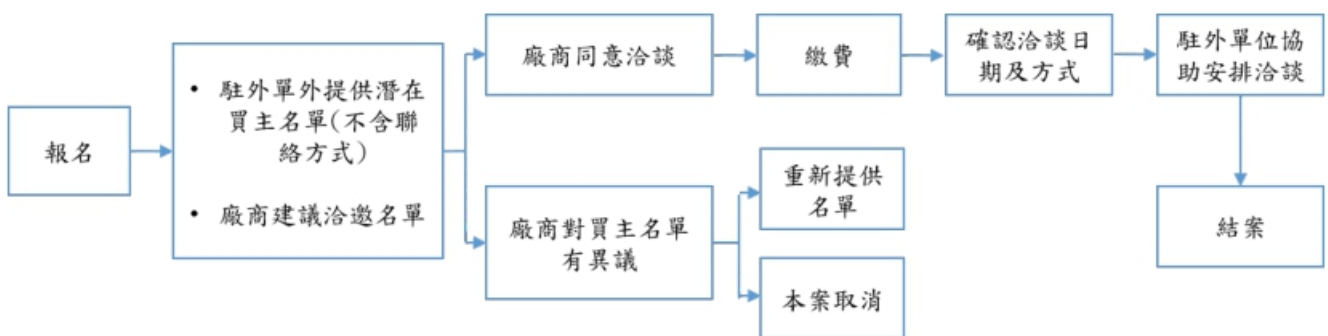 報名
• 駐外單外提供潛在
買主名單(不含聯
絡方式)
• 廠商建議洽邀名單
廠商同意洽談
繳費
確認洽談日
期及方式
駐外單位協
助安排洽談
結案
廠商對買主名單
有異議
重新提供
名單
本案取消